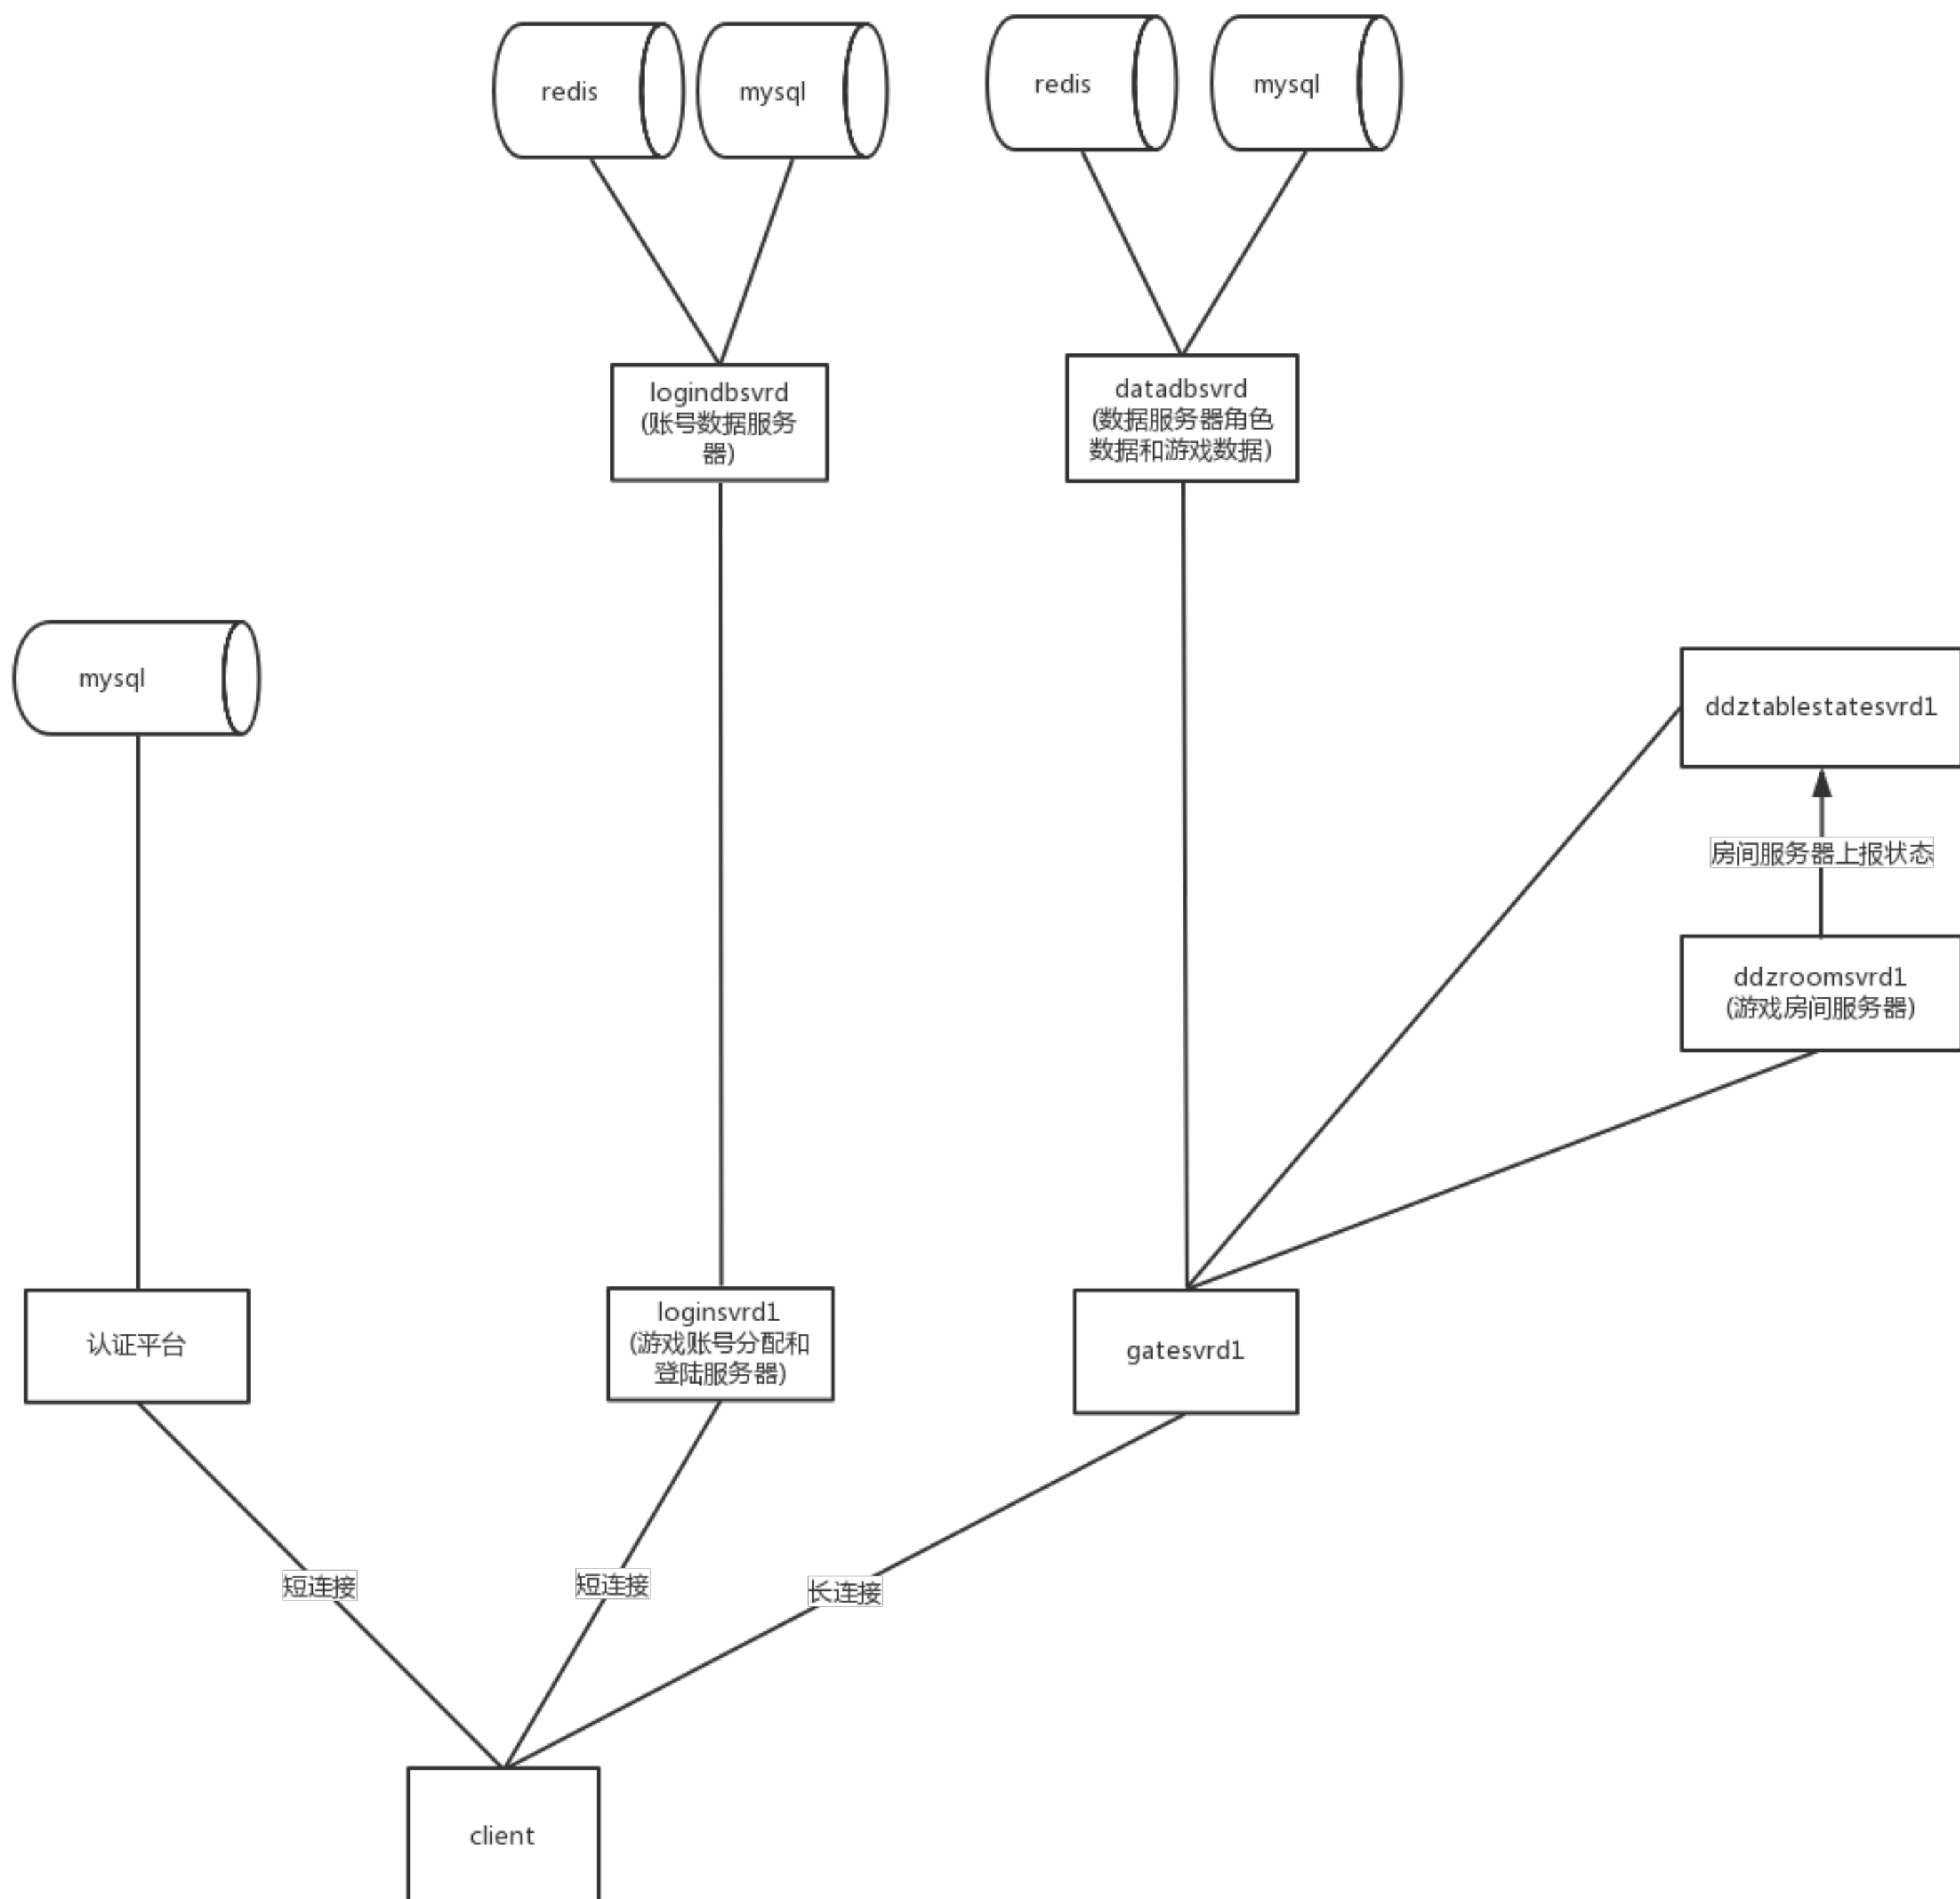 redis
mysql
redis
mysql
logindbsvrd
(账号数据服务
器)
datadbsvrd
(数据服务器角色
数据和游戏数据)
mysql
ddztablestatesvrd1
房间服务器上报状态
ddzroomsvrd1
(游戏房间服务器)
认证平台
loginsvrd1
(游戏账号分配和
登陆服务器)
gatesvrd1
短连接
短连接
长连接
client